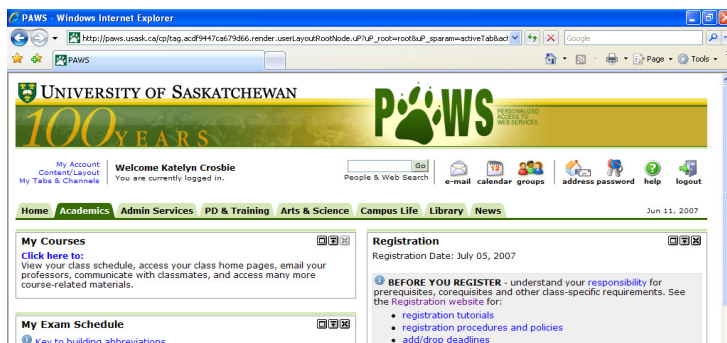 PAWS - Windows Internet Explorer
http://paws.usask.ca/cp/tag.acdf9447ca679d66.render.userLayoutRootNode.uP?uP_root=root&uP_sparam=activeTab&act
Google
PAWS
Page
Tools
UNIVERSITY OF SASKATCHEWAN
100 YEARS
PAWS
PERSONALIZED
ACCESS TO
WEB SERVICES
My Account
Content/Layout
My Tabs & Channels
Welcome Katelyn Crosbie
You are currently logged in.
Go
People & Web Search
e-mail calendar groups address password help logout
12
Home Academics Admin Services PD & Training Arts & Science Campus Life Library News
Jun 11, 2007
My Courses
Click here to:
View your class schedule, access your class home pages, email your
professors, communicate with classmates, and access many more
course-related materials.
My Exam Schedule
Key to building abbreviations
Registration
Registration Date: July 05, 2007
BEFORE YOU REGISTER - understand your responsibility for
prerequisites, corequisites and other class-specific requirements. See
the Registration website for:
• registration tutorials
• registration procedures and policies
• add/drop deadlines